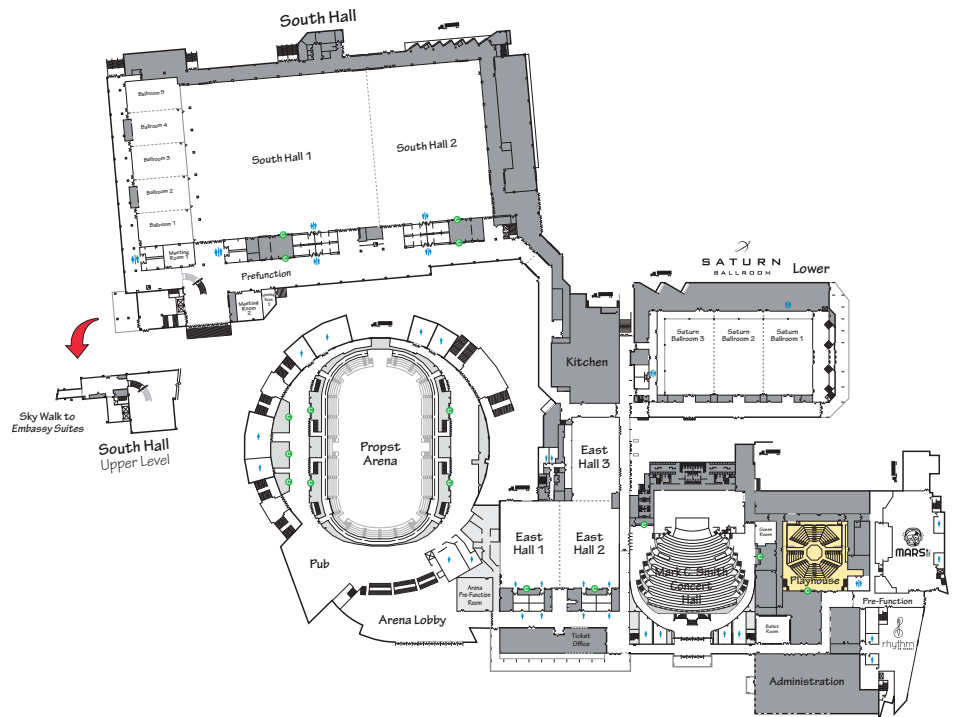 South Hall
Ballroom 5
Ballroom 4
Ballroom 3
Ballroom 2
Ballroom 1
South Hall 1
South Hall 2
Meeting
Room 1
Prefunction
Meeting
Room 2
Meeting
Room 3
SATURN
BALLROOM
Lower
Saturn
Ballroom 3
Saturn
Ballroom 2
Saturn
Ballroom 1
Kitchen
Sky Walk to
Embassy Suites
South Hall
Upper Level
Propst
Arena
East
Hall 3
East
Hall 1
East
Hall 2
Pub
Arena
Pre-Function
Room
Arena Lobby
Ticket
Office
Mark C. Smith
Concert
Hall
Green
Room
Playhouse
MARS
Pre-Function
Ballet
Room
rhythm
Administration